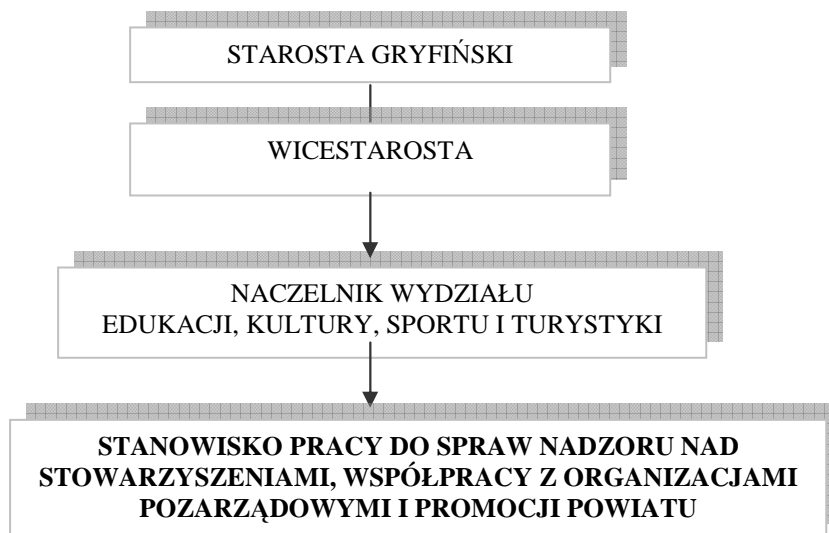 STAROSTA GRYFIŃSKI
WICESTAROSTA
NACZELNIK WYDZIAŁU
EDUKACJI, KULTURY, SPORTU I TURYSTYKI
STANOWISKO PRACY DO SPRAW NADZORU NAD
STOWARZYSZENIAMI, WSPÓŁPRACY Z ORGANIZACJAMI
POZARZĄDOWYMI I PROMOCJI POWIATU